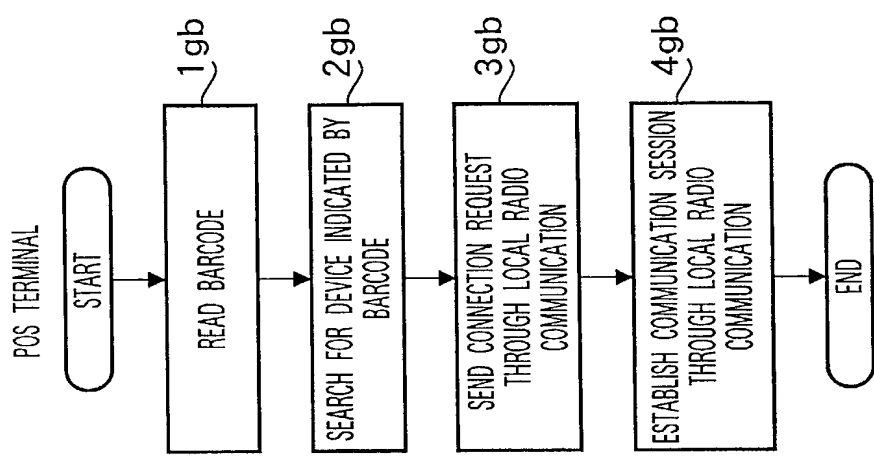 POS TERMINAL
START
READ BARCODE
1gb
SEARCH FOR DEVICE INDICATED BY
BARCODE
2gb
SEND CONNECTION REQUEST
THROUGH LOCAL RADIO
COMMUNICATION
3gb
ESTABLISH COMMUNICATION SESSION
THROUGH LOCAL RADIO
COMMUNICATION
4gb
END